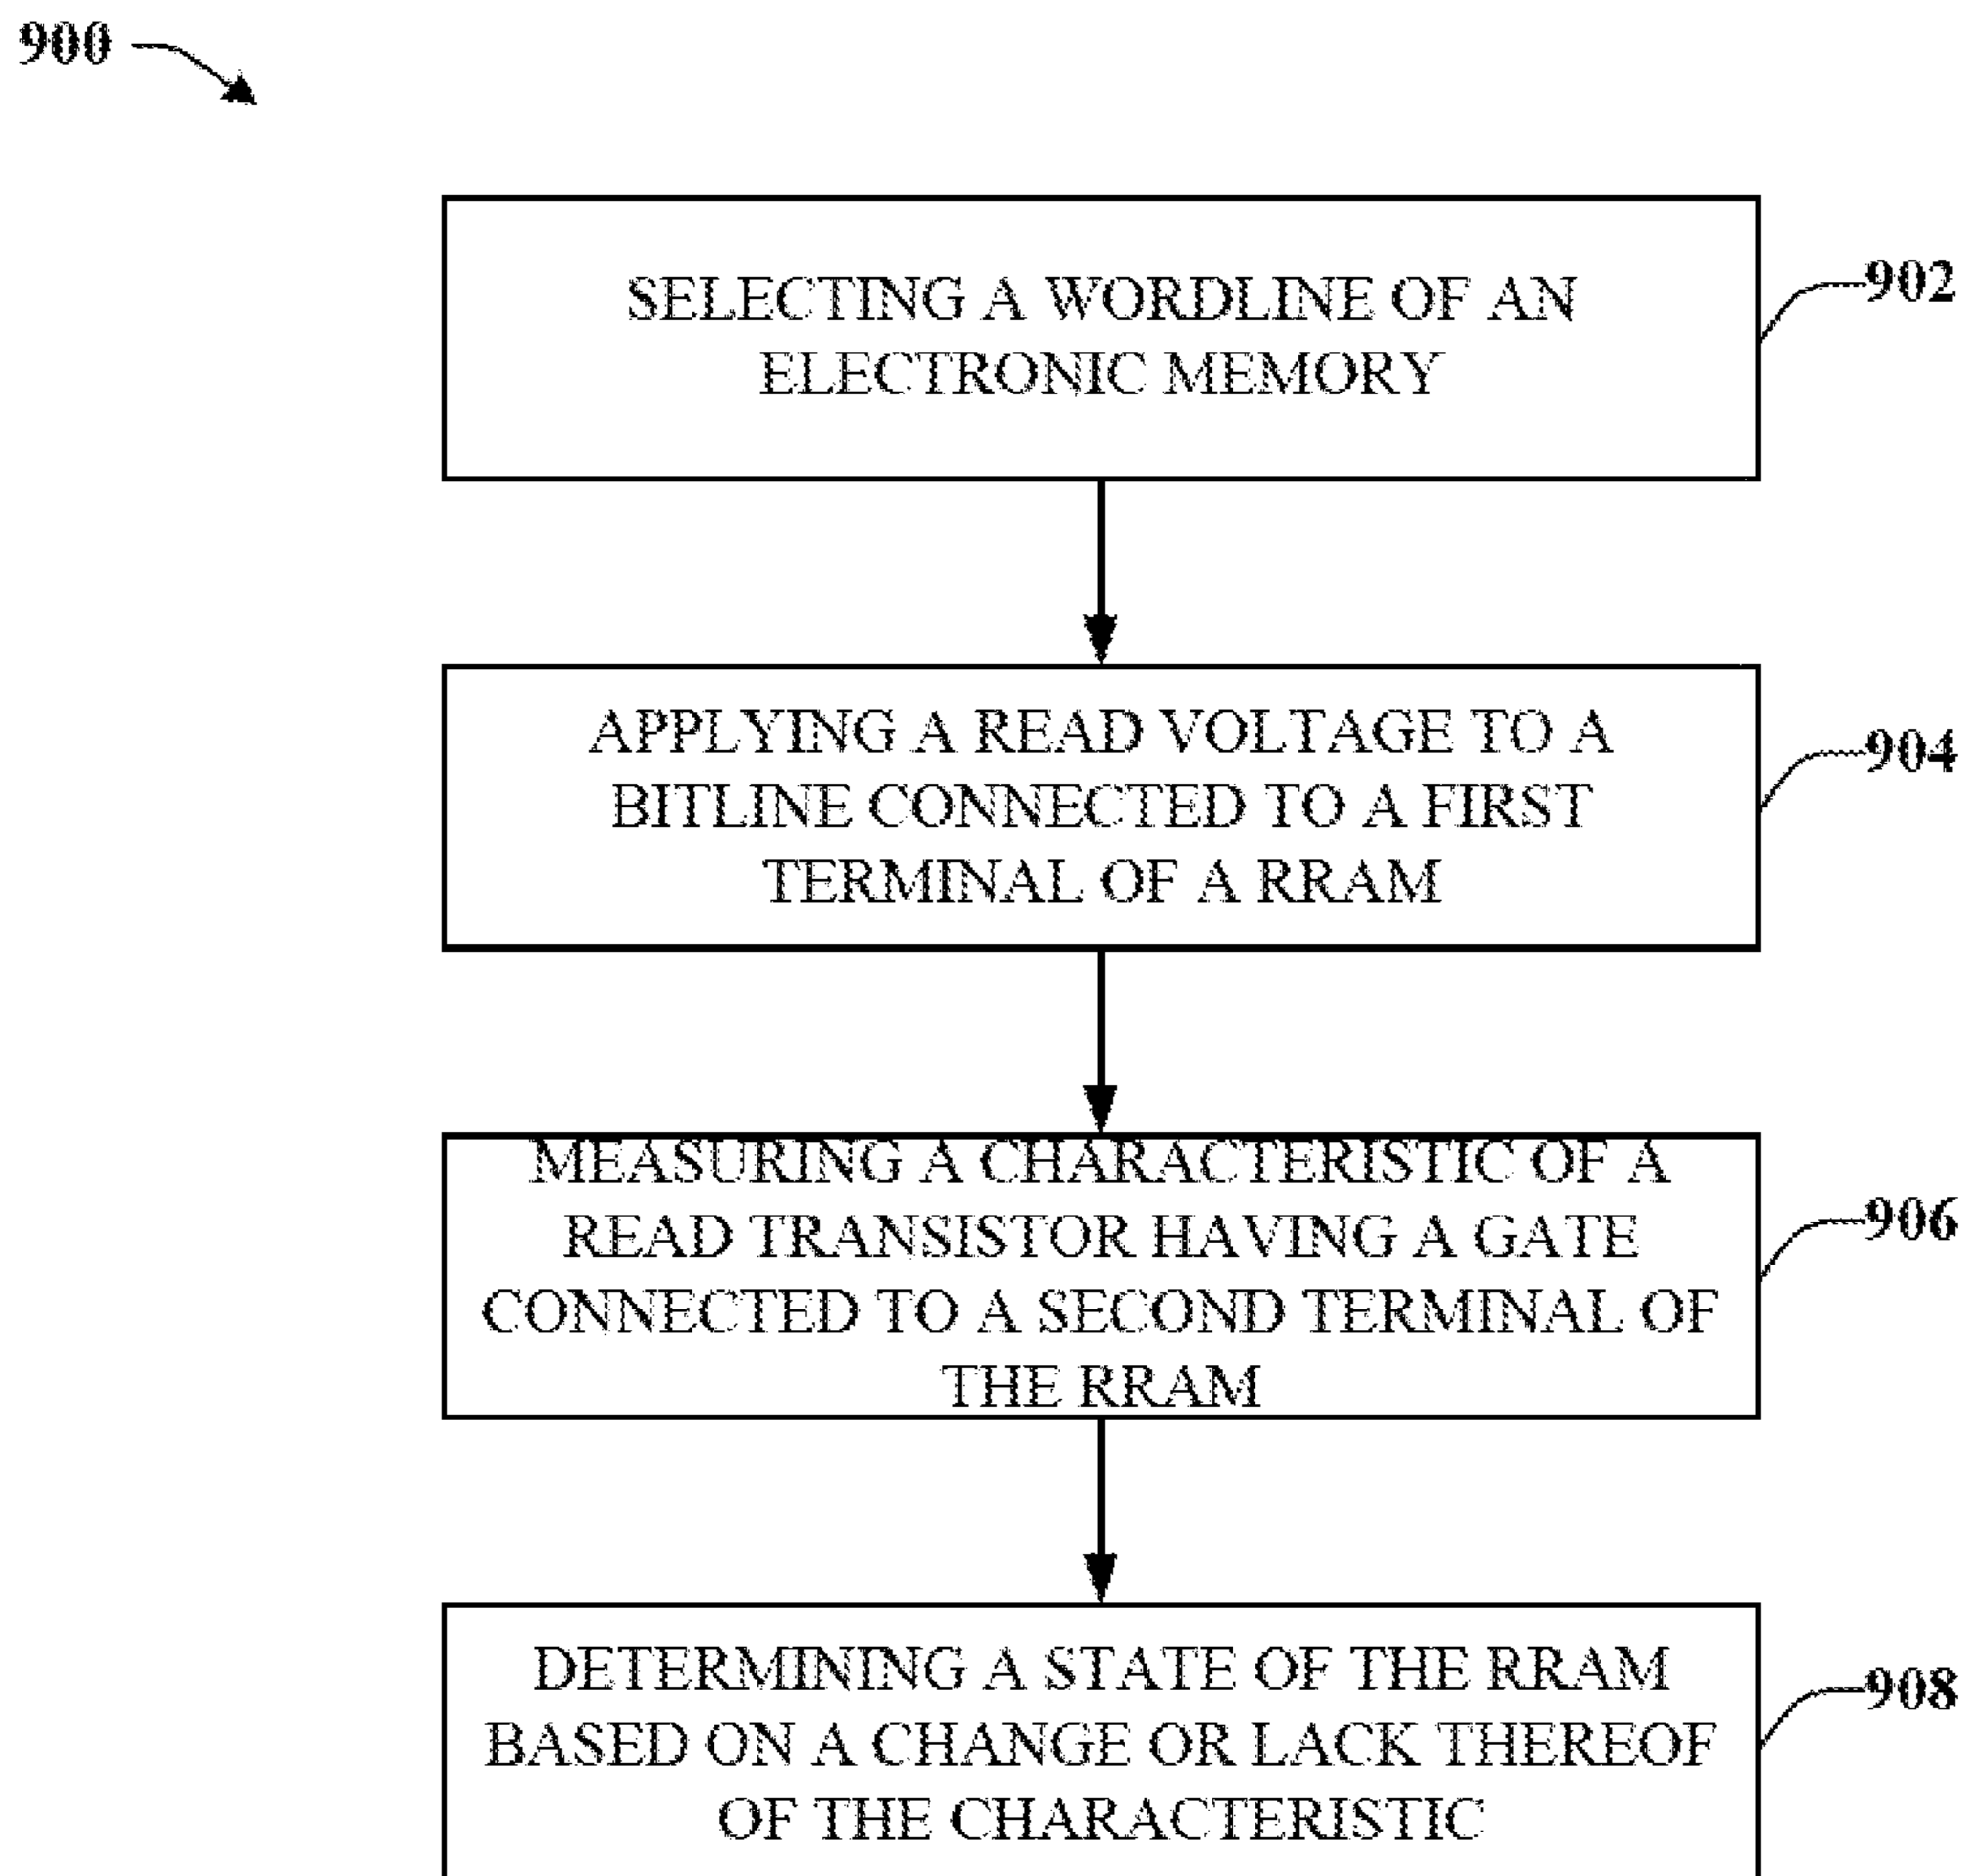 900
SELECTING A WORDLINE OF AN
ELECTRONIC MEMORY
902
APPLYING A READ VOLTAGE TO A
BITLINE CONNECTED TO A FIRST
TERMINAL OF A RRAM
904
MEASURING A CHARACTERISTIC OF A
READ TRANSISTOR HAVING A GATE
CONNECTED TO A SECOND TERMINAL OF
THE RRAM
906
DETERMINING A STATE OF THE RRAM
BASED ON A CHANGE OR LACK THEREOF
OF THE CHARACTERISTIC
908